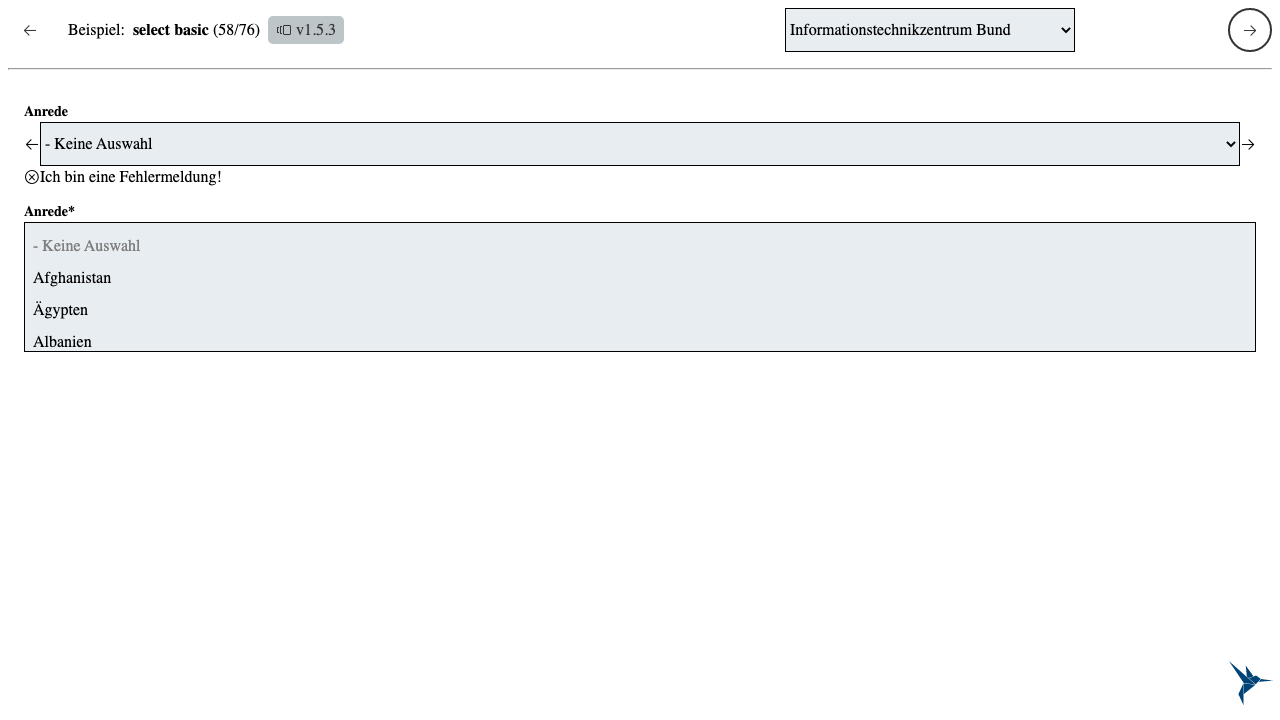 Beispiel: select basic (58/76) v1.5.3 Informationstechnikzentrum Bund
Anrede
- Keine Auswahl
Ich bin eine Fehlermeldung!
Anrede*
- Keine Auswahl
Afghanistan
Ägypten
Albanien